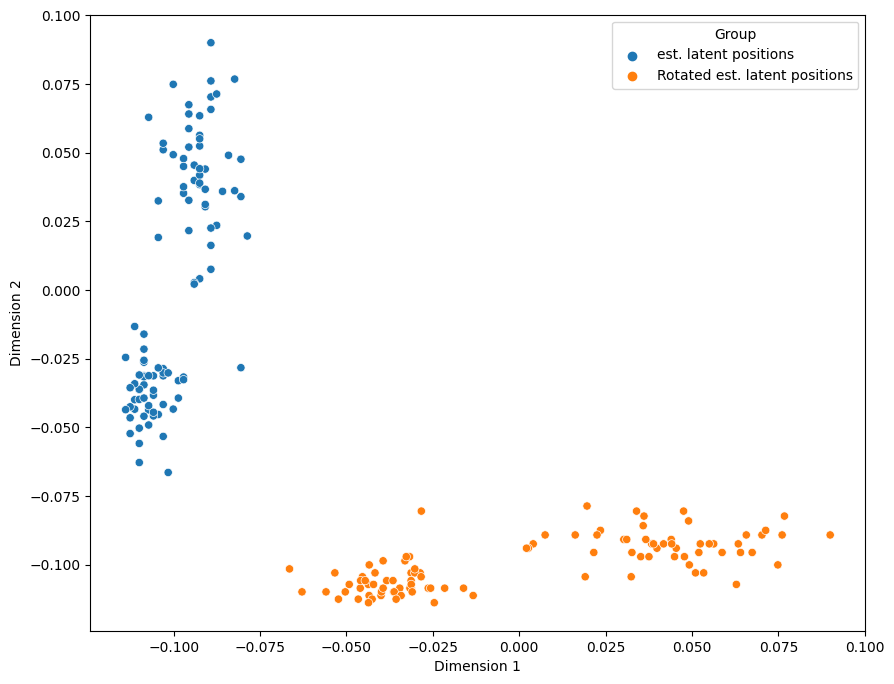 Group
est. latent positions
Rotated est. latent positions
0.100
0.075
0.050
0.025
0.000
−0.025
−0.050
−0.075
−0.100
Dimension 2
−0.100 −0.075 −0.050 −0.025 0.000 0.025 0.050 0.075 0.100
Dimension 1